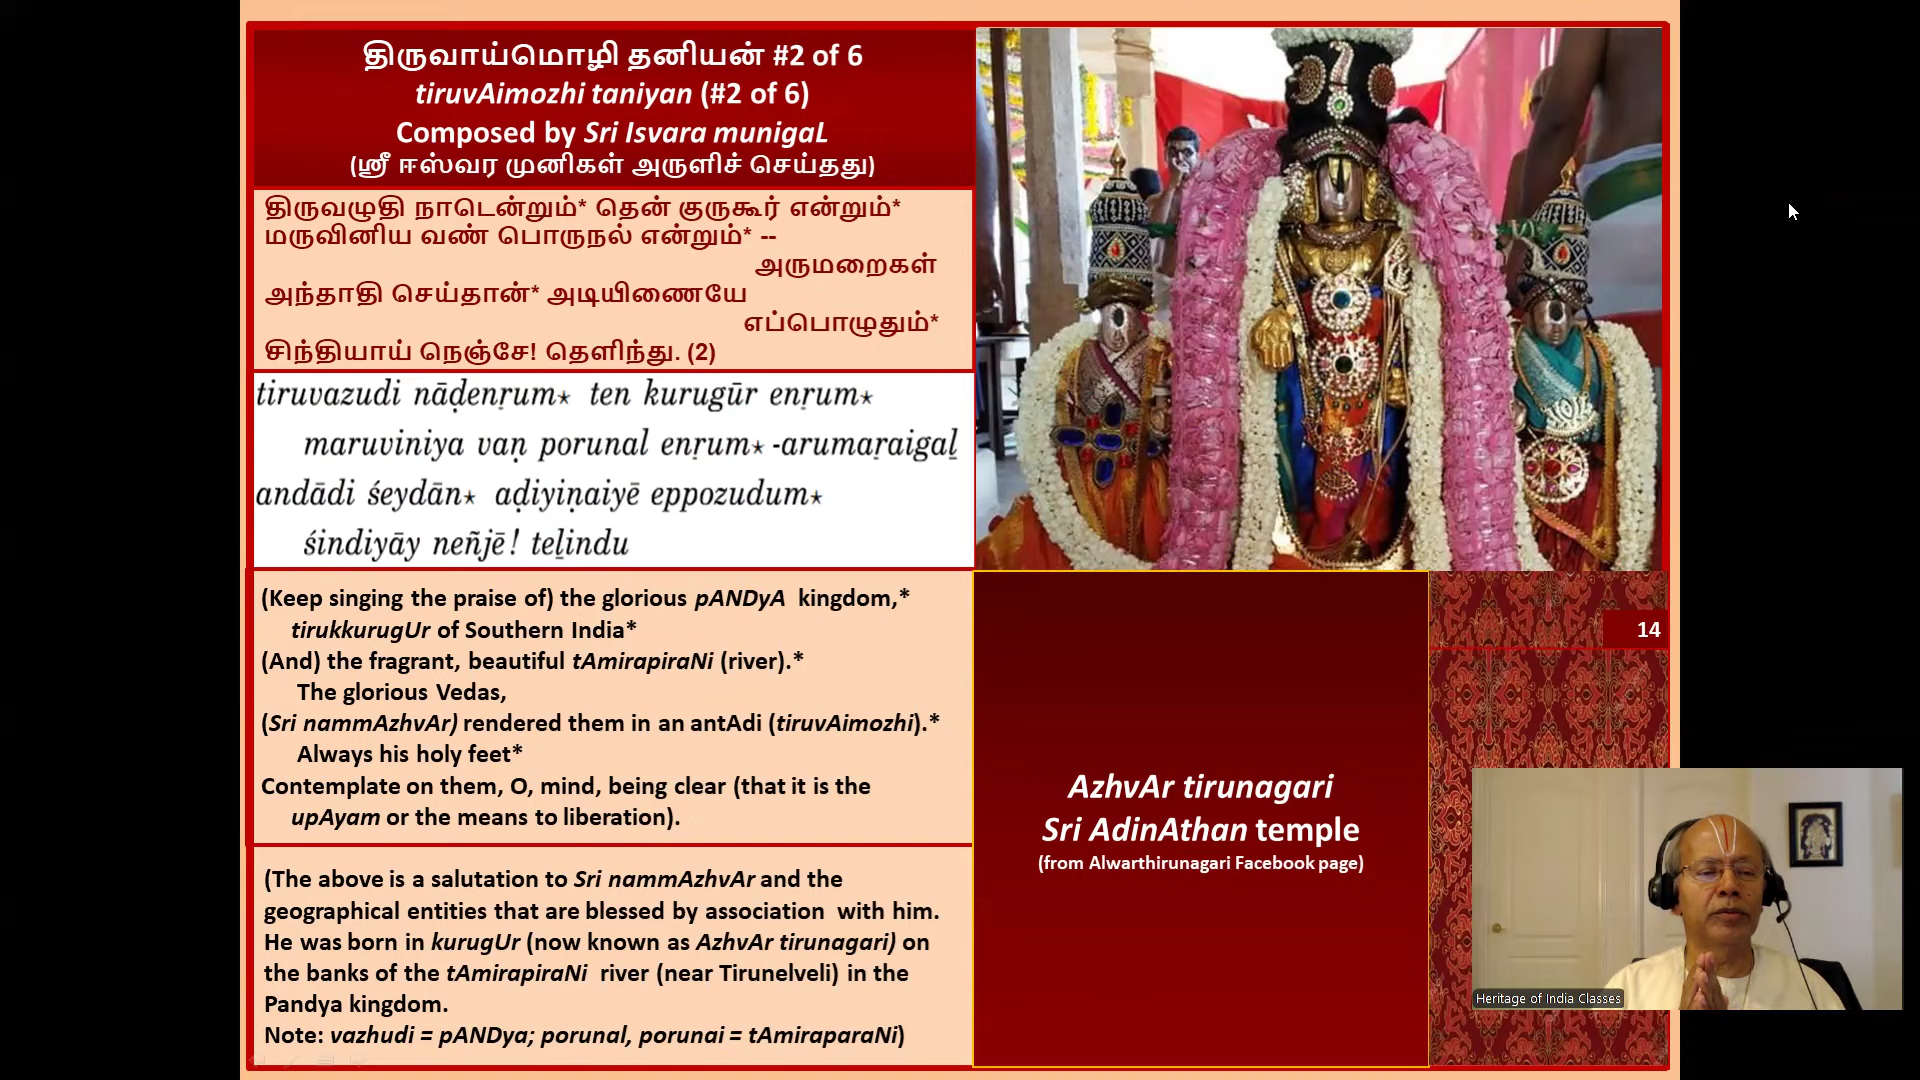 திருவாய்மொழி தனியன் #2 of 6
tiruvAimozhi taniyan (#2 of 6)
Composed by Sri Isvara munigaL
(ஸ்ரீ ஈஸ்வர முனிகள் அருளிச் செய்தது)
திருவழுதி நாடென்றும்* தென் குருகூர் என்றும்*
மருவினிய வண் பொருநல் என்றும்* --
அருமறைகள்
அந்தாதி செய்தான்* அடியிணையே
எப்பொழுதும்*
சிந்தியாய் நெஞ்சே! தெளிந்து. (2)
tiruvazudi nāḍenṟum⋆ ten kurugūr enṟum⋆
maruviniya vaṇ porunal enṟum⋆ -arumaṟaigaḻ
andādi śeydān⋆ aḍiyiṇaiyē eppozudum⋆
śindiyāy neñjē! teḻindu
(Keep singing the praise of) the glorious pANDyA kingdom,*
tirukkurugUr of Southern India*
(And) the fragrant, beautiful tAmirapiraNi (river).*
The glorious Vedas,
(Sri nammAzhvAr) rendered them in an antAdi (tiruvAimozhi).*
Always his holy feet*
Contemplate on them, O, mind, being clear (that it is the
upAyam or the means to liberation).
(The above is a salutation to Sri nammAzhvAr and the
geographical entities that are blessed by association with him.
He was born in kurugUr (now known as AzhvAr tirunagari) on
the banks of the tAmirapiraNi river (near Tirunelveli) in the
Pandya kingdom.
Note: vazhudi = pANDya; porunal, porunai = tAmiraparaNi)
AzhvAr tirunagari
Sri AdinAthan temple
(from Alwarthirunagari Facebook page)
14
Heritage of India Classes